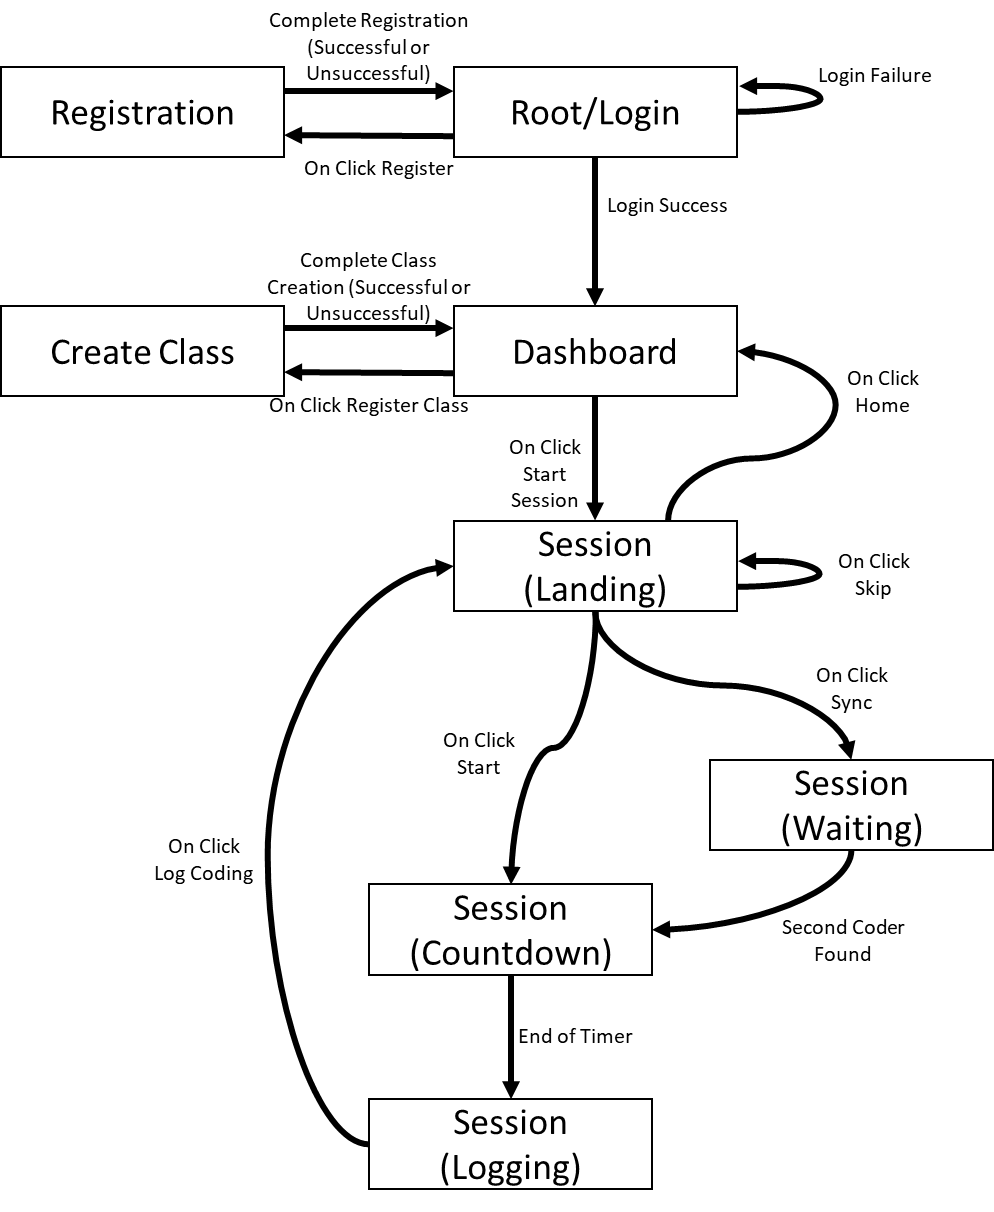 Complete Registration
(Successful or
Unsuccessful)
Registration
Root/Login
Login Failure
On Click Register
Login Success
Complete Class
Creation (Successful or
Unsuccessful)
Create Class
Dashboard
On Click
Home
On Click Register Class
On Click
Start
Session
Session
(Landing)
On Click
Skip
On Click
Sync
On Click
Start
Session
(Waiting)
On Click
Log Coding
Session
(Countdown)
Second Coder
Found
End of Timer
Session
(Logging)